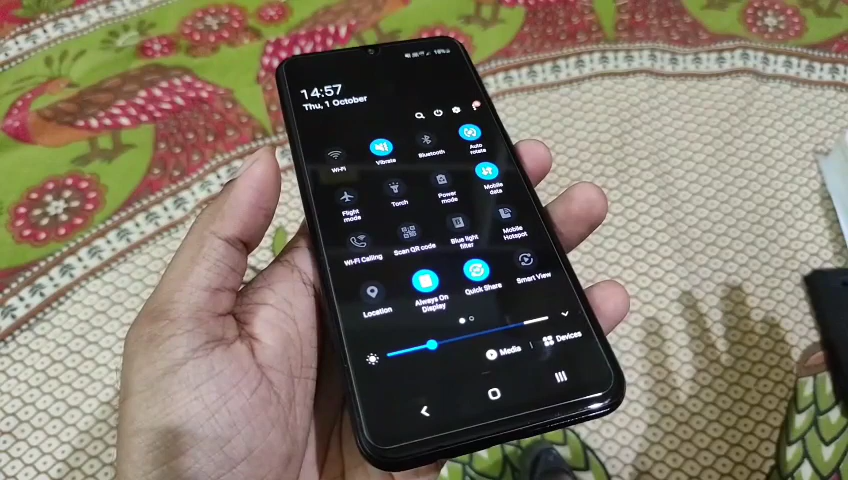 14:57
Thu, 1 October
Wi-Fi
Vibrate
Bluetooth
Auto
rotate
Flight
mode
Torch
Power
mode
Mobile
data
Wi-Fi Calling
Scan QR code
Blue light
filter
Mobile
Hotspot
Location
Always On
Display
Quick Share
Smart View
Media
Devices